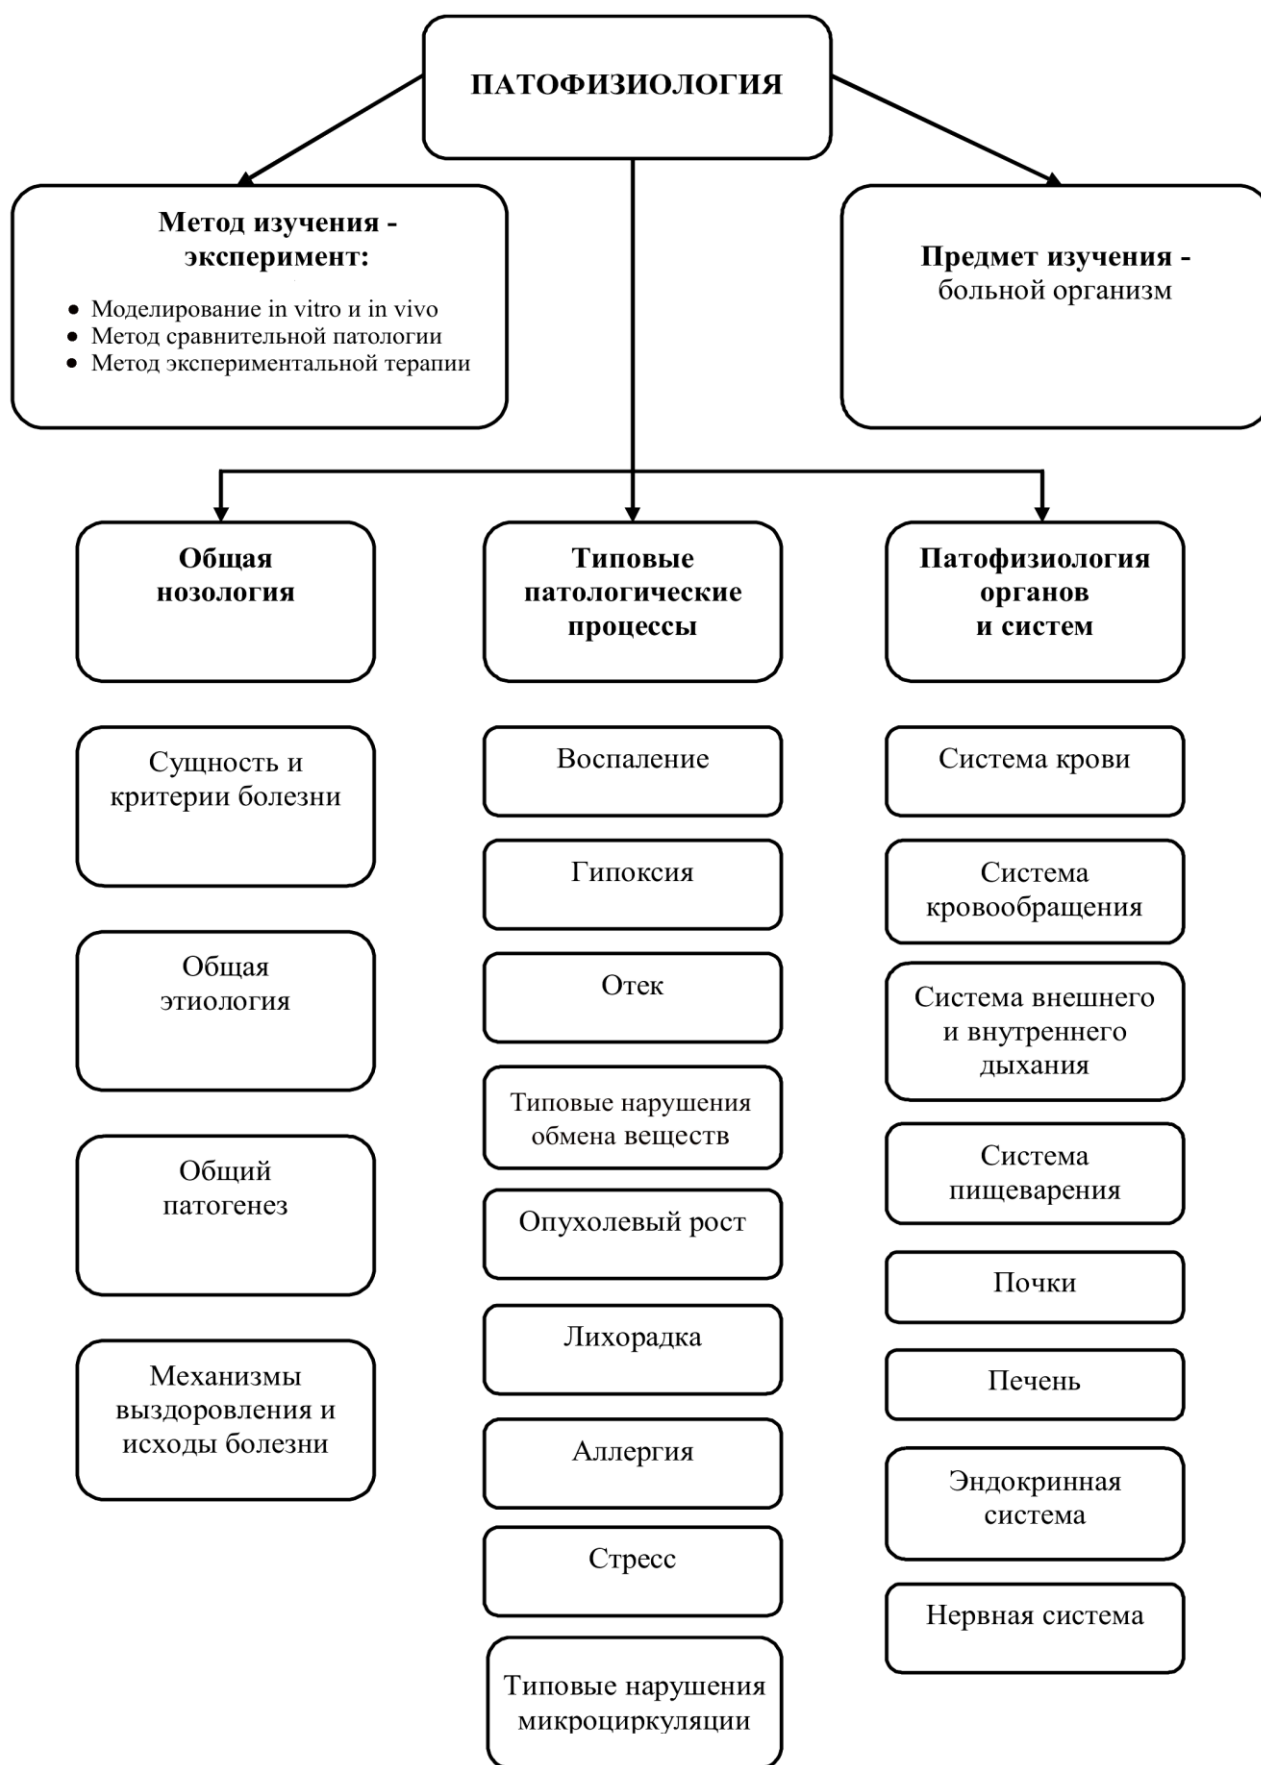 ПАТОФИЗИОЛОГИЯ
Метод изучения -
эксперимент:
● Моделирование in vitro и in vivo
● Метод сравнительной патологии
● Метод экспериментальной терапии
Предмет изучения -
больной организм
Общая
нозология
Сущность и
критерии болезни
Общая
этиология
Общий
патогенез
Механизмы
выздоровления и
исходы болезни
Типовые
патологические
процессы
Воспаление
Гипоксия
Отек
Типовые нарушения
обмена веществ
Опухолевый рост
Лихорадка
Аллергия
Стресс
Типовые нарушения
микроциркуляции
Патофизиология
органов
и систем
Система крови
Система
кровообращения
Система внешнего
и внутреннего
дыхания
Система
пищеварения
Почки
Печень
Эндокринная
система
Нервная система